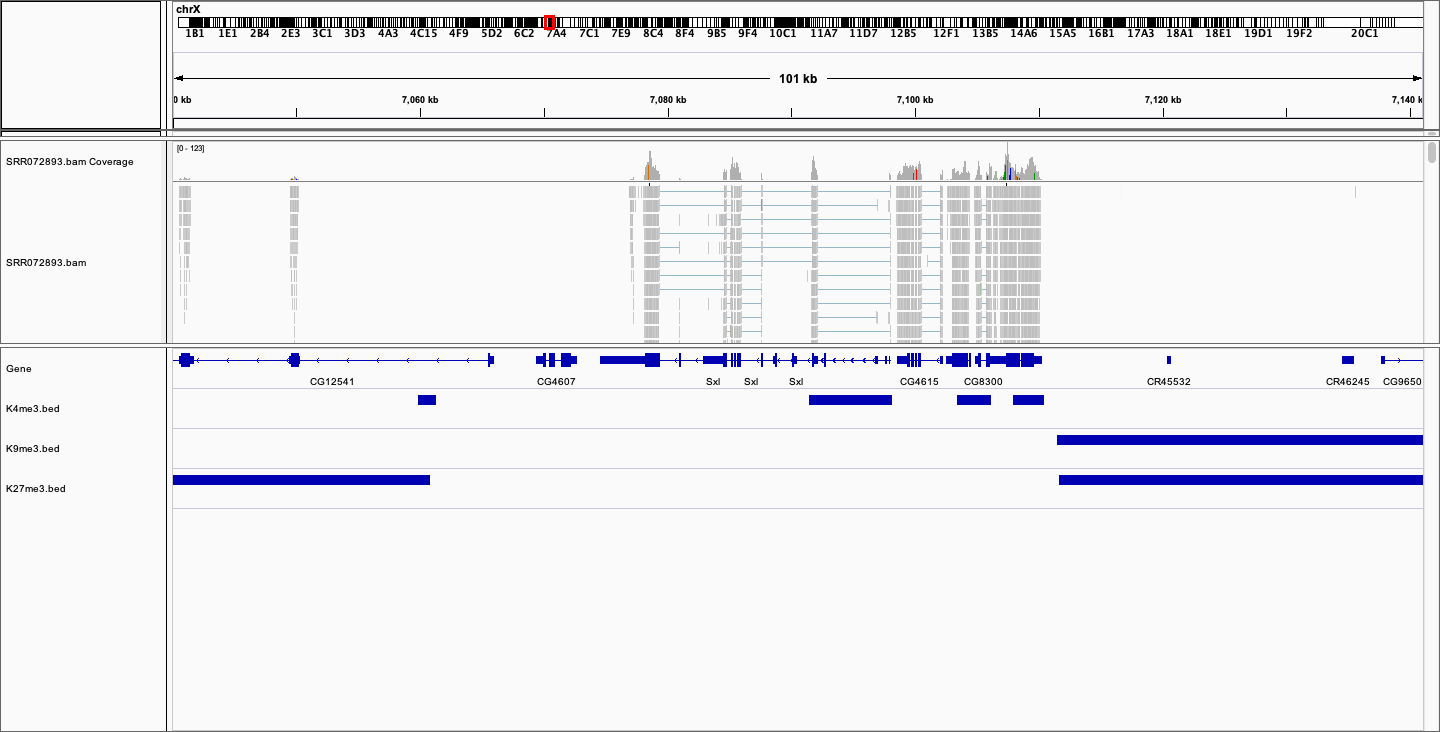 chrX
1B1 1E1 2B4 2E3 3C1 3D3 4A3 4C15 4F9 5D2 6C2 7A4 7C1 7E9 8C4 8F4 9B5 9F4 10C1 11A7 11D7 12B5 12F1 13B5 14A6 15A5 16B1 17A3 18A1 18E1 19D1 19F2 20C1
101 kb
0 kb 7,060 kb 7,080 kb 7,100 kb 7,120 kb 7,140 k
SRR072893.bam Coverage
[0 - 123]
SRR072893.bam
Gene
CG12541 CG4607 Sxl Sxl Sxl CG4615 CG8300 CR45532 CR46245 CG9650
K4me3.bed
K9me3.bed
K27me3.bed